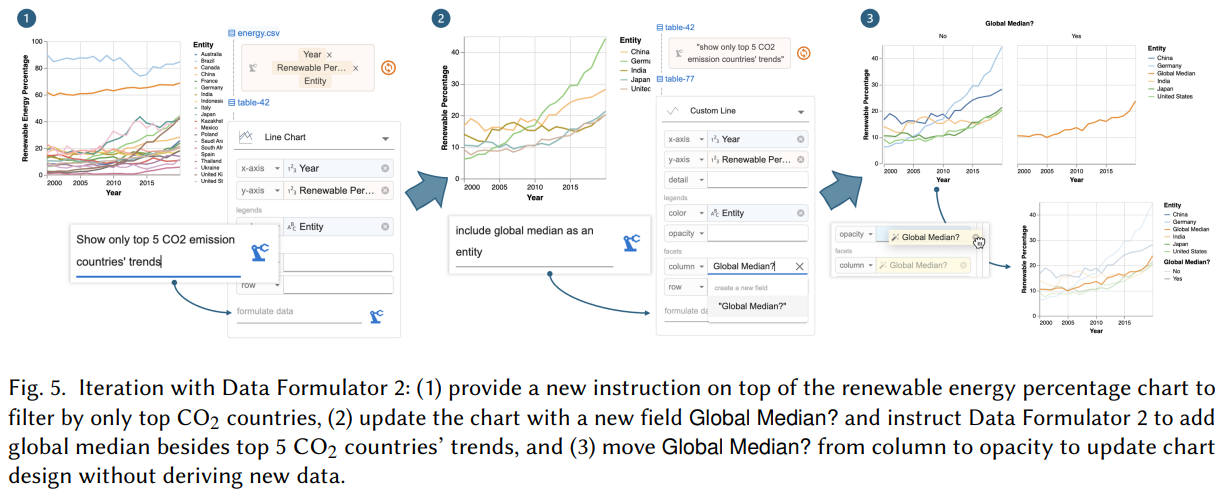 1
100
80
60
40
20
0
2000 2005 2010 2015
Year
Renewable Energy Percentage
Entity
Australia
Brazil
Canada
China
France
Germany
India
Indonesi
Italy
Japan
Kazakhst
Mexico
Poland
Saudi Ara
South Afr
Spain
Thailand
Ukraine
United Ki
United St
energy.csv
Year ×
Renewable Per... ×
Entity
table-42
Line Chart
x-axis Year
y-axis Renewable Per...
legends
Entity
row
formulate data
Show only top 5 CO2 emission
countries' trends
2
40
30
20
10
0
2000 2005 2010 2015
Year
Renewable Percentage
Entity
China
Germa
India
Japan
United
table-42
"show only top 5 CO2
emission countries' trends"
table-77
Custom Line
x-axis Year
y-axis Renewable Per...
detail
legends
color Entity
opacity
facets
column Global Median?
row
create a new field
"Global Median?"
formulate da
include global median as an
entity
3
Global Median?
No Yes
40
30
20
10
0
2000 2005 2010 2015
Year
2000 2005 2010 2015
Year
Renewable Percentage
Entity
China
Germany
Global Median
India
Japan
United States
opacity Global Median?
facets
column Global Median?
40
30
20
10
0
2000 2005 2010 2015
Year
Renewable Percentage
Entity
China
Germany
Global Median
India
Japan
United States
Global Median?
No
Yes
Fig. 5. Iteration with Data Formulator 2: (1) provide a new instruction on top of the renewable energy percentage chart to
filter by only top CO2 countries, (2) update the chart with a new field Global Median? and instruct Data Formulator 2 to add
global median besides top 5 CO2 countries' trends, and (3) move Global Median? from column to opacity to update chart
design without deriving new data.